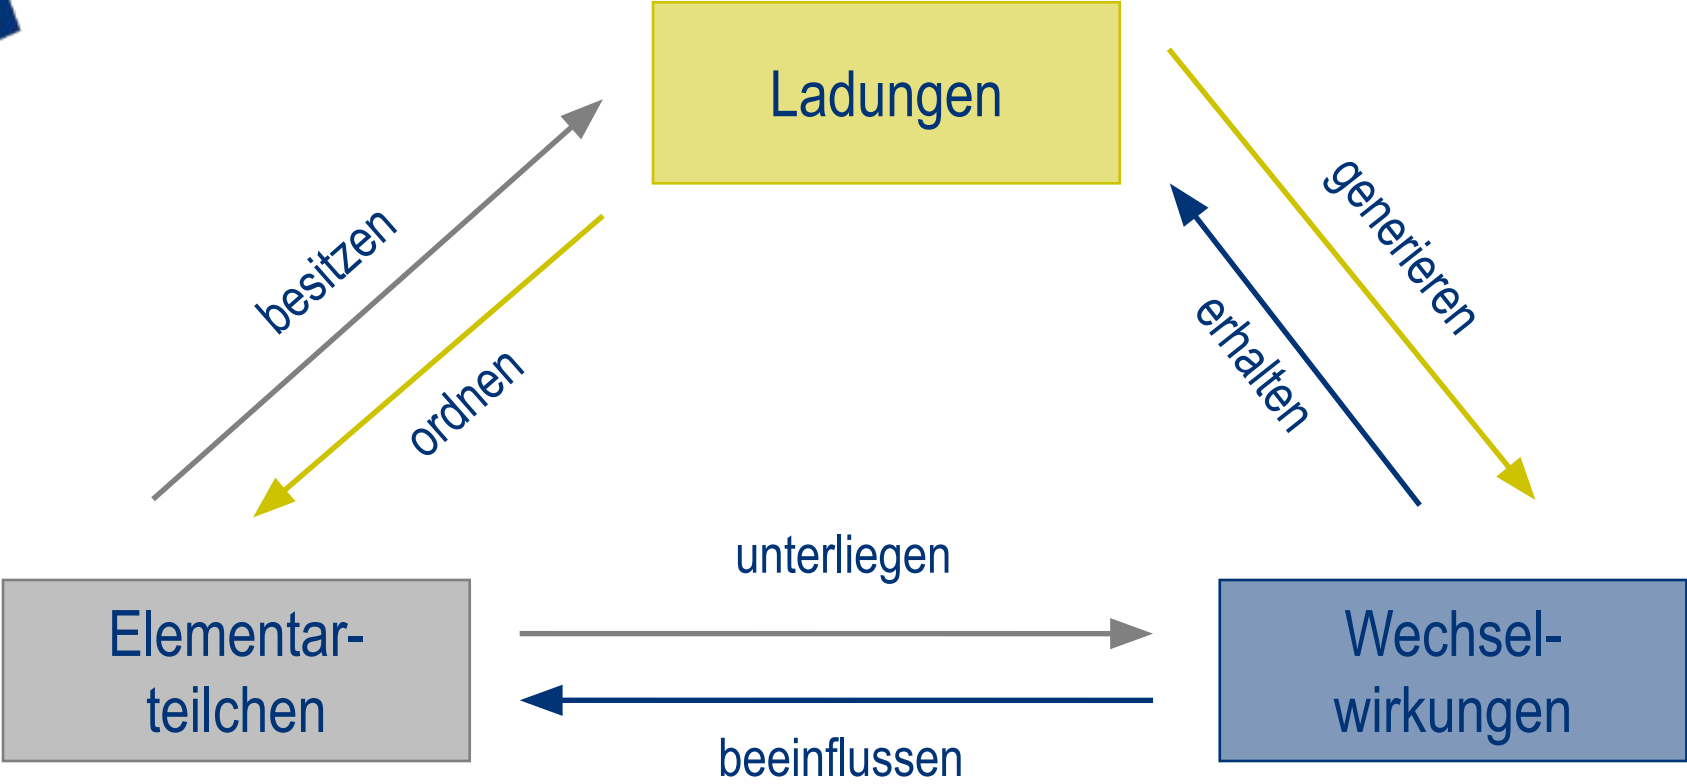 Ladungen
besitzen
ordnen
generieren
erhalten
unterliegen
Elementar-
teilchen
Wechsel-
wirkungen
beeinflussen